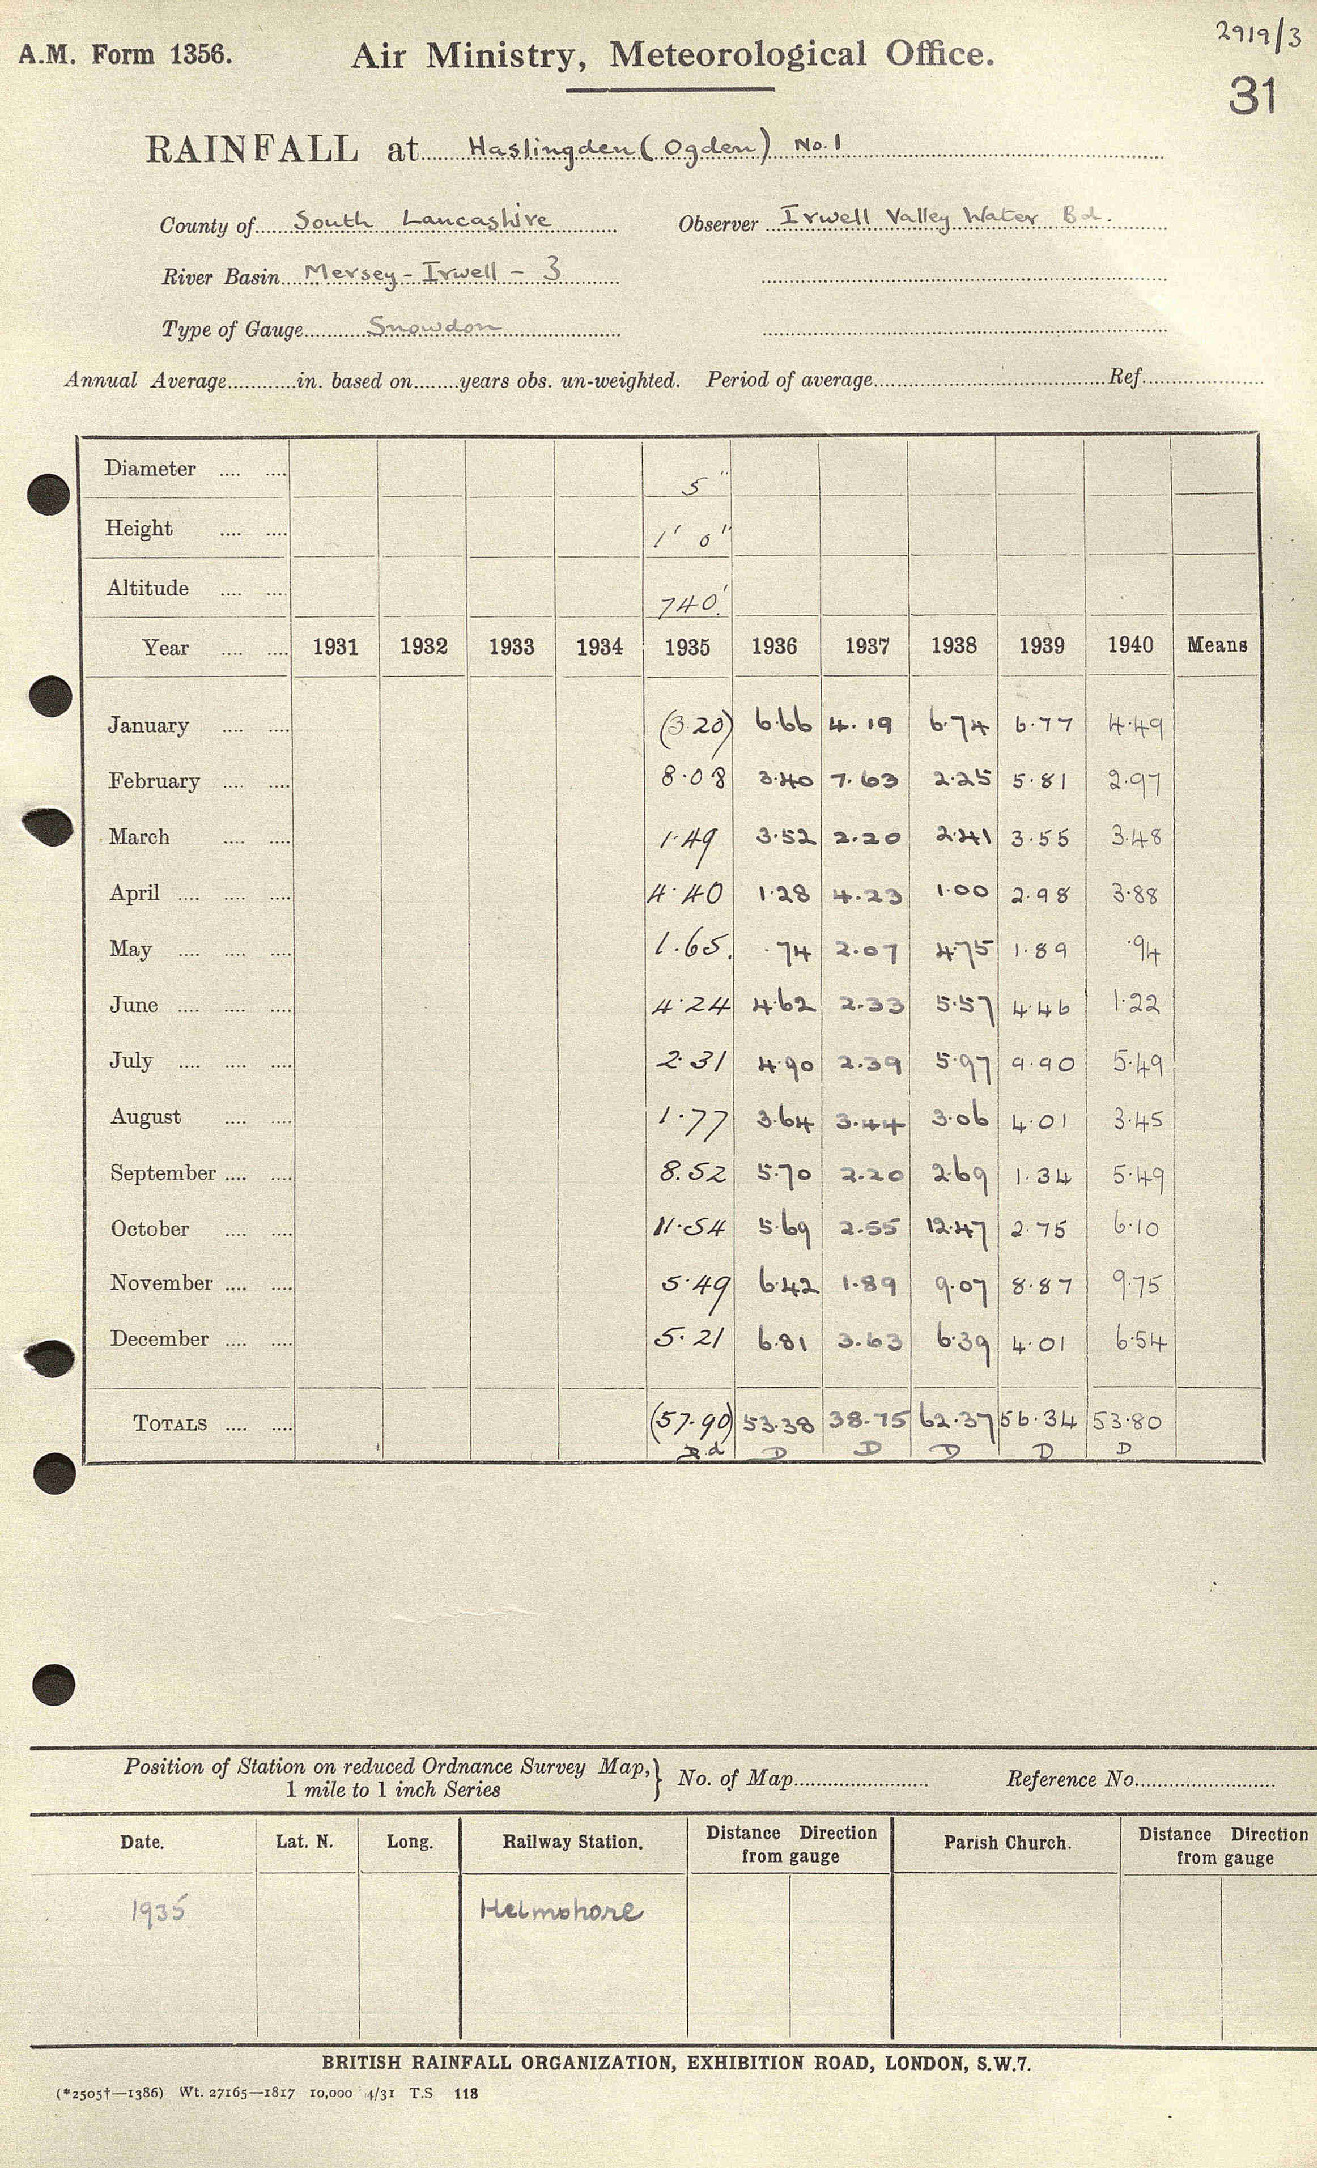 2919/3
A.M. Form 1356. Air Ministry, Meteorological Office.
31
RAINFALL at Haslingden (Ogden) No. 1
County of South Lancashire Observer Irwell Valley Water Bd.
River Basin Mersey - Irwell - 3
Type of Gauge Snowdon
Annual Average............in. based on........years obs. un-weighted. Period of average........................................Ref.....................
Diameter .... .... 5"
Height .... .... 1' 0"
Altitude .... .... 740'
Year .... .... 1931 1932 1933 1934 1935 1936 1937 1938 1939 1940 Means
January .... .... (3.20) 6.66 4.19 6.74 6.77 4.49
February .... .... 8.08 3.40 7.63 2.25 5.81 2.97
March .... .... 1.49 3.52 2.20 2.41 3.55 3.48
April .... .... .... 4.40 1.28 4.23 1.00 2.98 3.88
May .... .... .... 1.65 .74 2.07 4.75 1.89 .94
June .... .... .... 4.24 4.62 2.33 5.57 4.46 1.22
July .... .... .... 2.31 4.90 2.39 5.97 9.90 5.49
August .... .... 1.77 3.64 3.44 3.06 4.01 3.45
September .... .... 8.52 5.70 2.20 2.69 1.34 5.49
October .... .... 11.54 5.69 2.55 12.47 2.75 6.10
November .... .... 5.49 6.42 1.89 9.07 8.87 9.75
December .... .... 5.21 6.81 3.63 6.39 4.01 6.54
TOTALS .... .... (57.90) 53.38 38.75 62.37 56.34 53.80
D D D D D
Position of Station on reduced Ordnance Survey Map,} No. of Map........................ Reference No.........................
1 mile to 1 inch Series
Date. Lat. N. Long. Railway Station. Distance Direction from gauge Parish Church. Distance Direction from gauge
1935 Helmshore
BRITISH RAINFALL ORGANIZATION, EXHIBITION ROAD, LONDON, S.W.7.
(*2505†—1386) Wt. 27165—1817 10,000 4/31 T.S 118